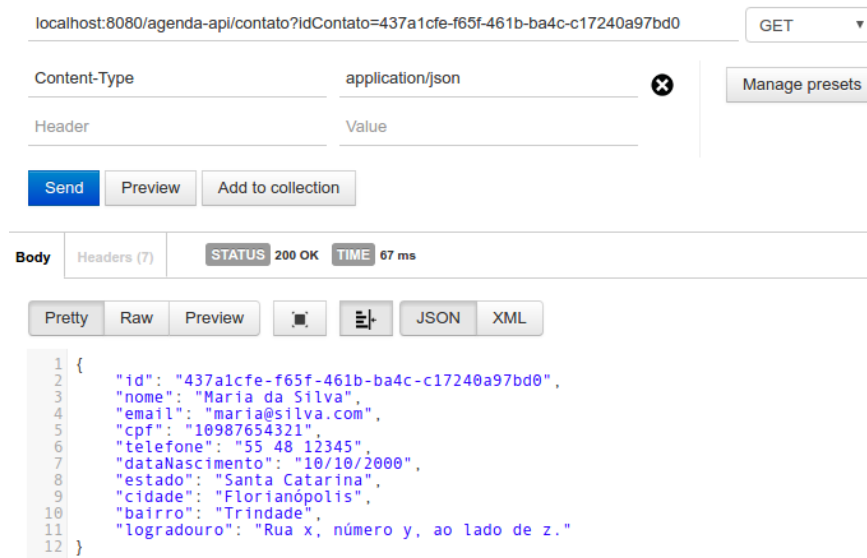 localhost:8080/agenda-api/contato?idContato=437a1cfe-f65f-461b-ba4c-c17240a97bd0 GET
Content-Type application/json Manage presets
Header Value
Send Preview Add to collection
Body Headers (7) STATUS 200 OK TIME 67 ms
Pretty Raw Preview JSON XML
1 {
2 "id": "437a1cfe-f65f-461b-ba4c-c17240a97bd0",
3 "nome": "Maria da Silva",
4 "email": "maria@silva.com",
5 "cpf": "10987654321",
6 "telefone": "55 48 12345",
7 "dataNascimento": "10/10/2000",
8 "estado": "Santa Catarina",
9 "cidade": "Florianópolis",
10 "bairro": "Trindade",
11 "logradouro": "Rua x, número y, ao lado de z."
12 }